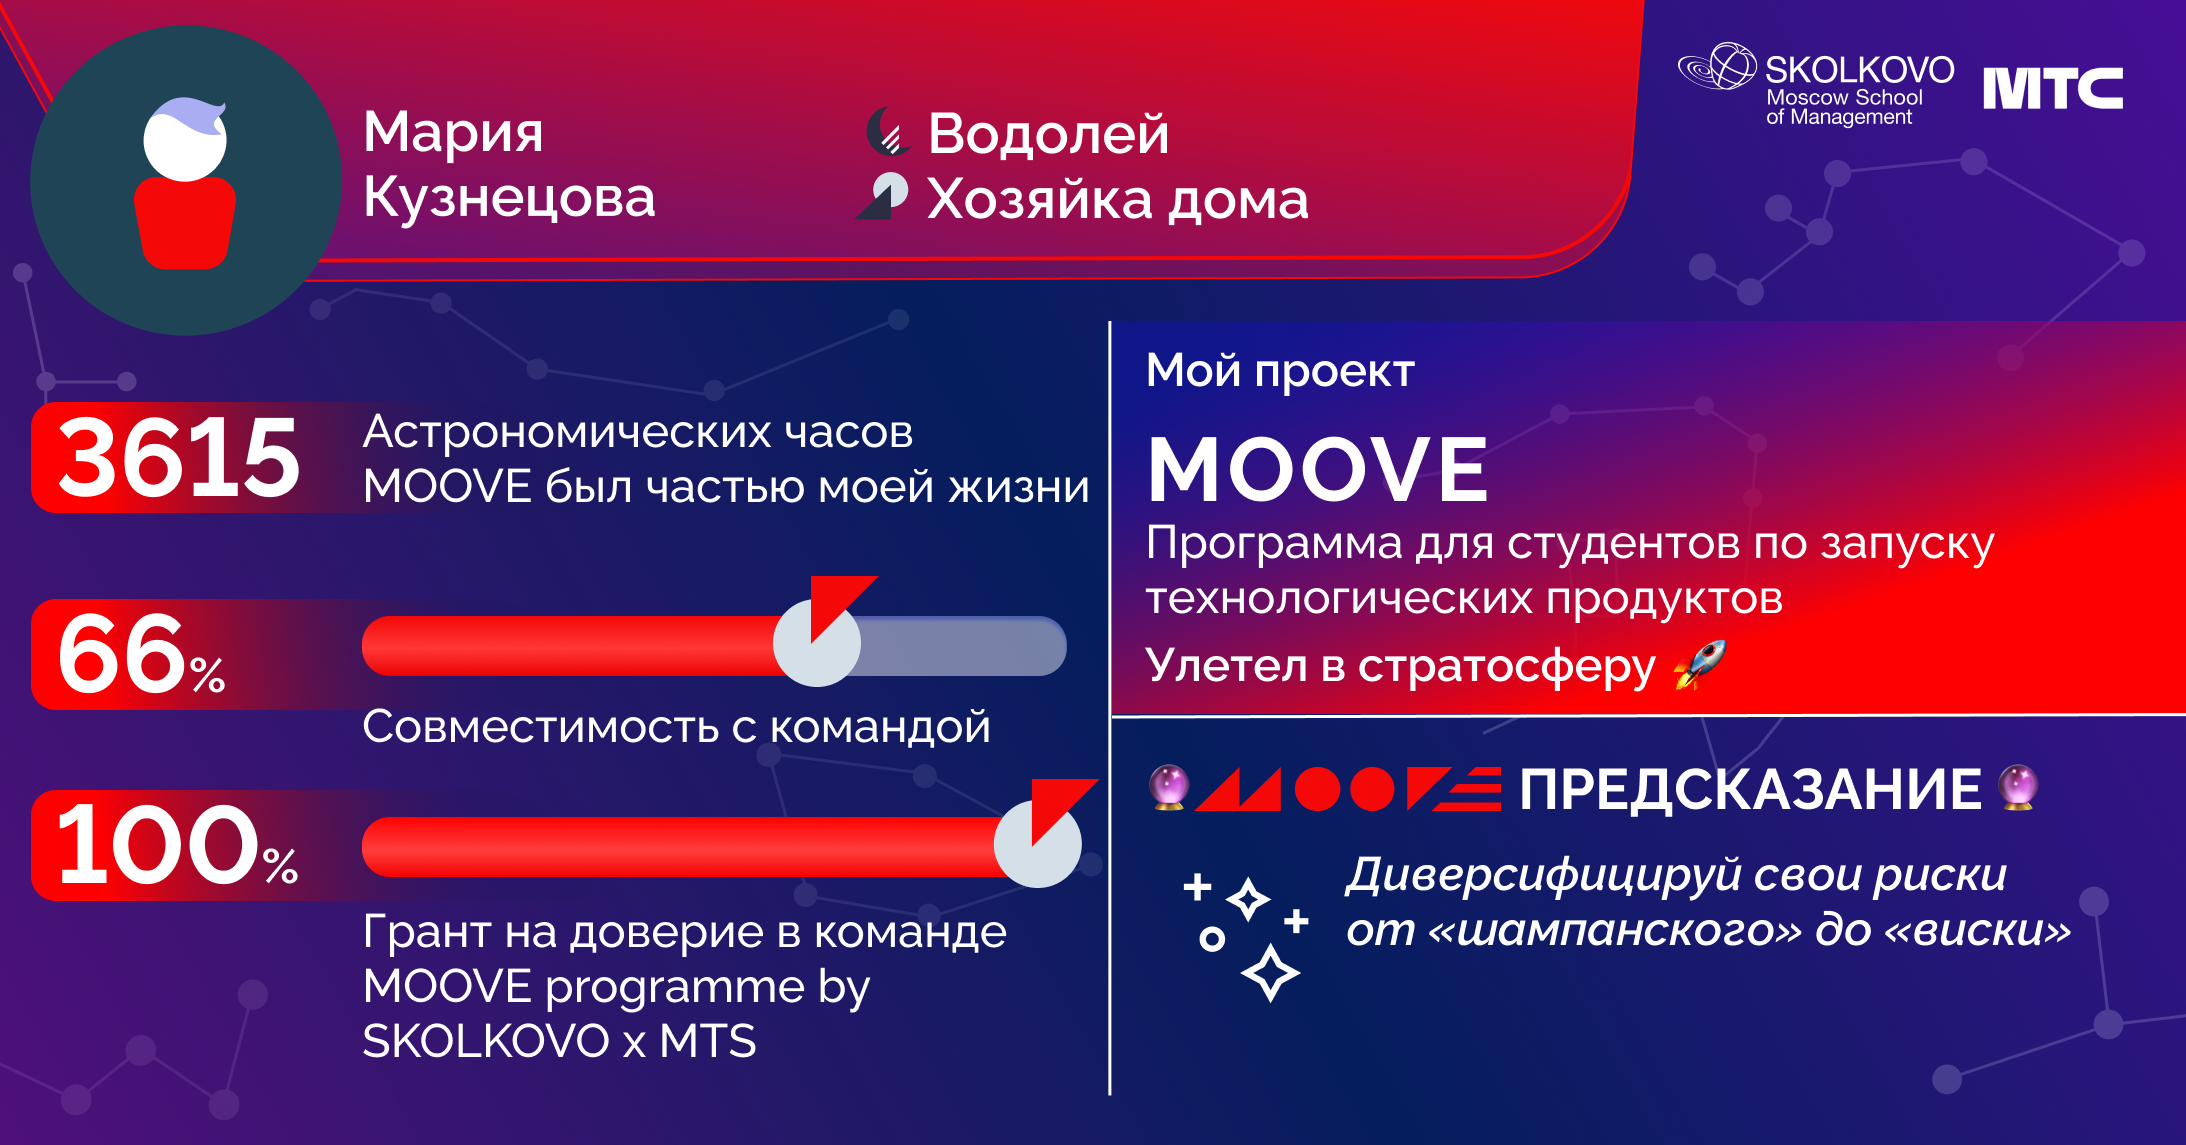 Мария
Кузнецова
Водолей
Хозяйка дома
SKOLKOVO
Moscow School
of Management
МТС
3615
Астрономических часов
MOOVE был частью моей жизни
66%
Совместимость с командой
100%
Грант на доверие в команде
MOOVE programme by
SKOLKOVO x MTS
Мой проект
MOOVE
Программа для студентов по запуску
технологических продуктов
Улетел в стратосферу 🚀
🔮 MOOVE ПРЕДСКАЗАНИЕ 🔮
Диверсифицируй свои риски
от «шампанского» до «виски»